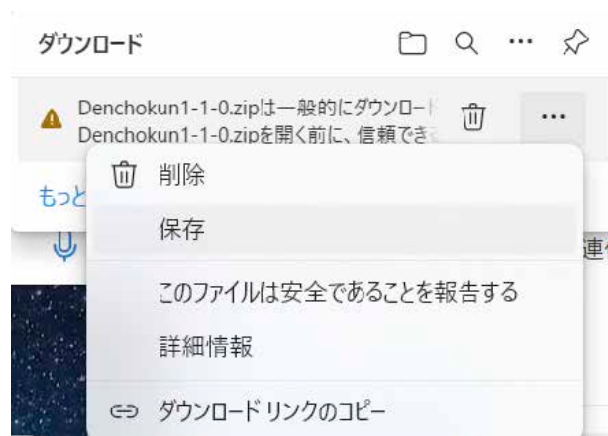 ダウンロード
Denchokun1-1-0.zipは一般的にダウンロード
Denchokun1-1-0.zipを開く前に、信頼でき
もっと
削除
保存
このファイルは安全であることを報告する
詳細情報
ダウンロード リンクのコピー
連